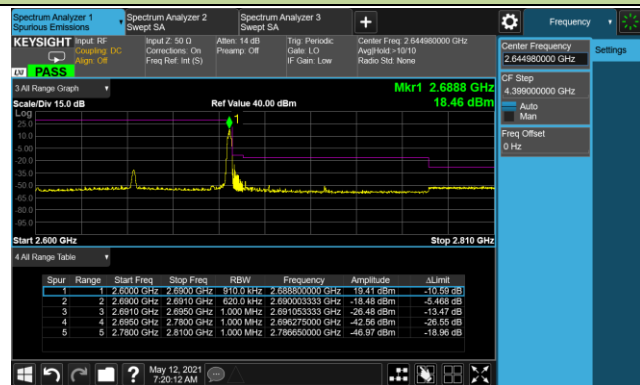 Spectrum Analyzer 1
Spurious Emissions
Spectrum Analyzer 2
Swept SA
Spectrum Analyzer 3
Swept SA
+
Frequency
KEYSIGHT
Input: RF
Coupling: DC
Align: Off
Input Z: 50 Ω
Corrections: On
Freq Ref: Int (S)
Atten: 14 dB
Preamp: Off
Trig: Periodic
Gate: LO
IF Gain: Low
Center Freq: 2.644980000 GHz
Avg|Hold:>10/10
Radio Std: None
LXI PASS
Center Frequency
2.644980000 GHz
Settings
CF Step
4.399000000 GHz
Auto
Man
Freq Offset
0 Hz
3 All Range Graph
Mkr1 2.6888 GHz
Scale/Div 15.0 dB
Ref Value 40.00 dBm
18.46 dBm
Log
25.0
10.0
-5.00
-20.0
-35.0
-50.0
-65.0
-80.0
-95.0
1
Start 2.600 GHz
Stop 2.810 GHz
4 All Range Table
Spur Range Start Freq Stop Freq RBW Frequency Amplitude ΔLimit
1 1 2.6000 GHz 2.6900 GHz 910.0 kHz 2.688800000 GHz 19.41 dBm -10.59 dB
2 2 2.6900 GHz 2.6910 GHz 620.0 kHz 2.690003333 GHz -18.48 dBm -5.468 dB
3 3 2.6910 GHz 2.6950 GHz 1.000 MHz 2.691053333 GHz -26.48 dBm -13.47 dB
4 4 2.6950 GHz 2.7800 GHz 1.000 MHz 2.696275000 GHz -42.56 dBm -26.55 dB
5 5 2.7800 GHz 2.8100 GHz 1.000 MHz 2.786650000 GHz -46.97 dBm -18.96 dB
?
May 12, 2021
7:20:12 AM